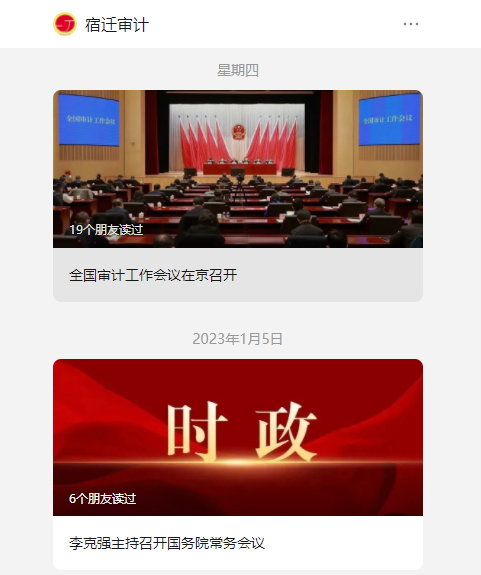 宿迁审计
星期四
全国审计工作会议
全国审计工作会议
19个朋友读过
全国审计工作会议在京召开
2023年1月5日
时政
6个朋友读过
李克强主持召开国务院常务会议